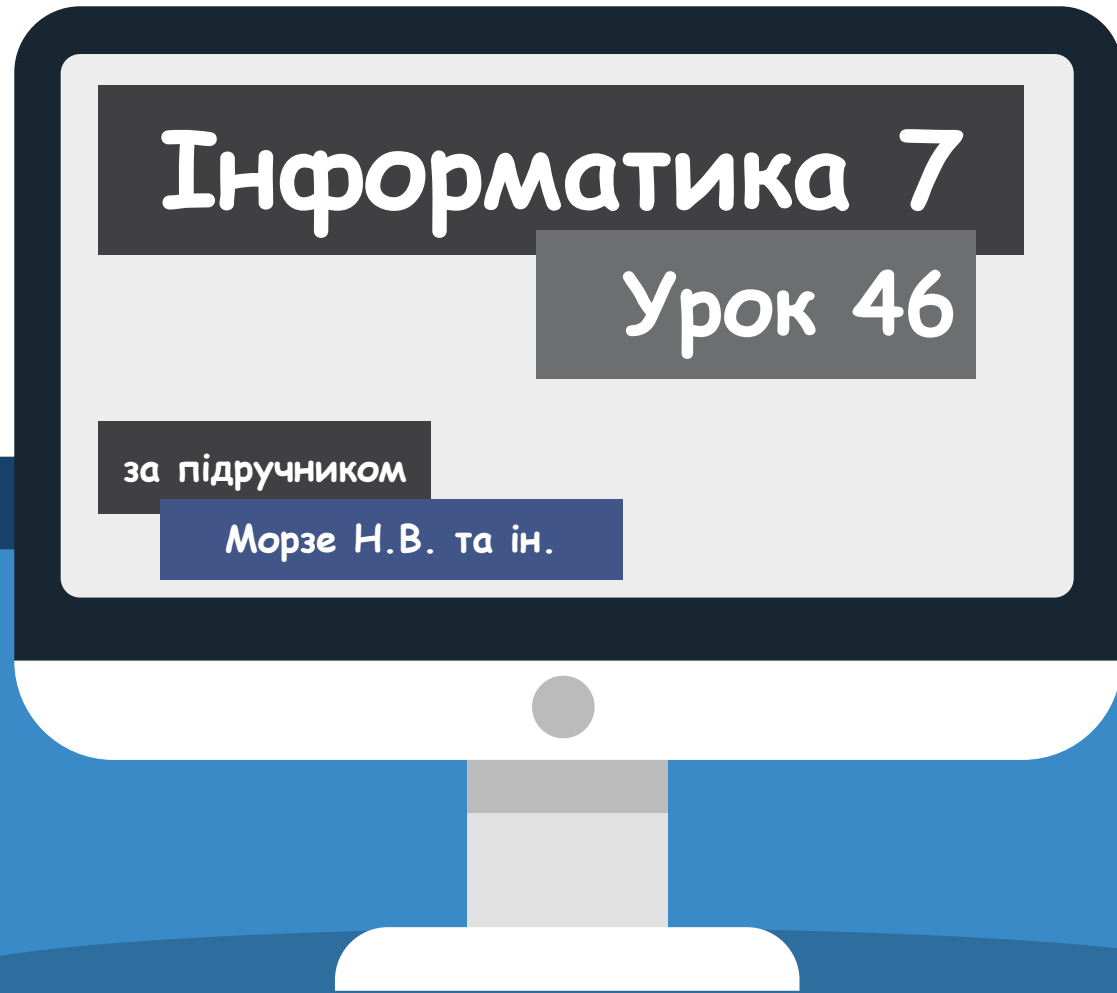 Інформатика 7
Урок 46
за підручником
Морзе Н.В. та ін.